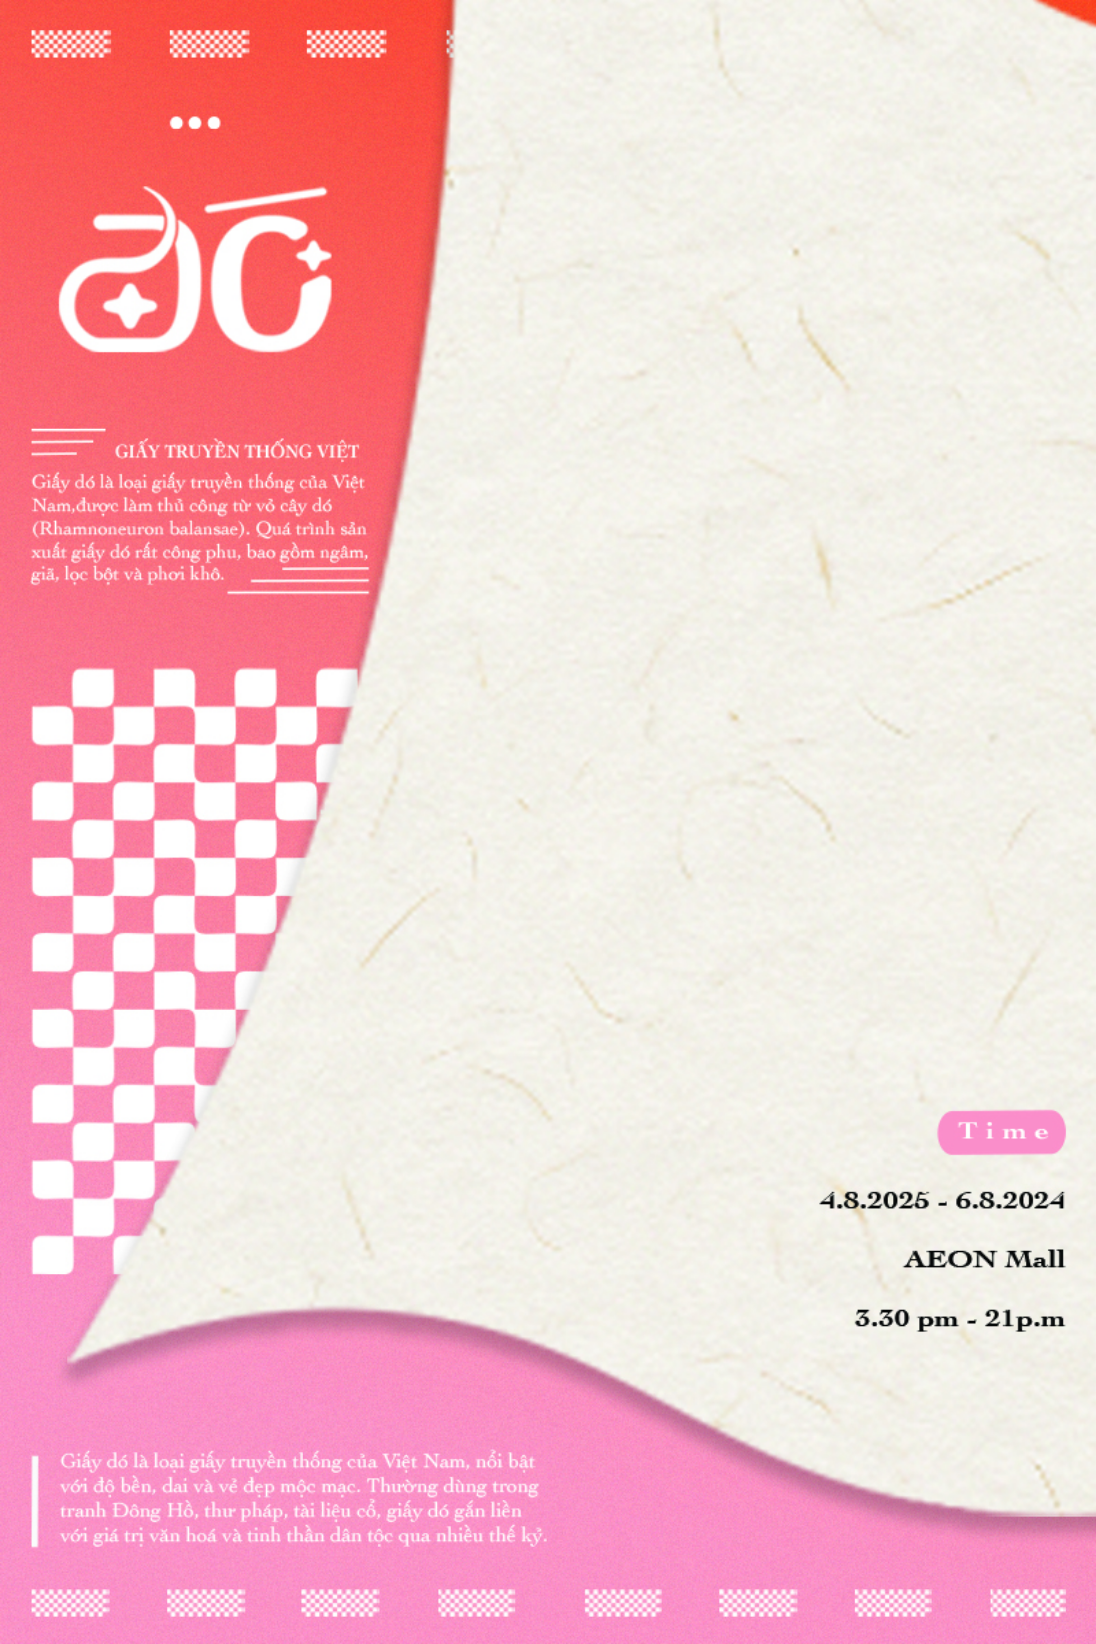 dó
GIẤY TRUYỀN THỐNG VIỆT
Giấy dó là loại giấy truyền thống của Việt
Nam,được làm thủ công từ vỏ cây dó
(Rhamnoneuron balansae). Quá trình sản
xuất giấy dó rất công phu, bao gồm ngâm,
giã, lọc bột và phơi khô.
Time
4.8.2025 - 6.8.2024
AEON Mall
3.30 pm - 21p.m
Giấy dó là loại giấy truyền thống của Việt Nam, nổi bật
với độ bền, dai và vẻ đẹp mộc mạc. Thường dùng trong
tranh Đông Hồ, thư pháp, tài liệu cổ, giấy dó gắn liền
với giá trị văn hoá và tinh thần dân tộc qua nhiều thế kỷ.